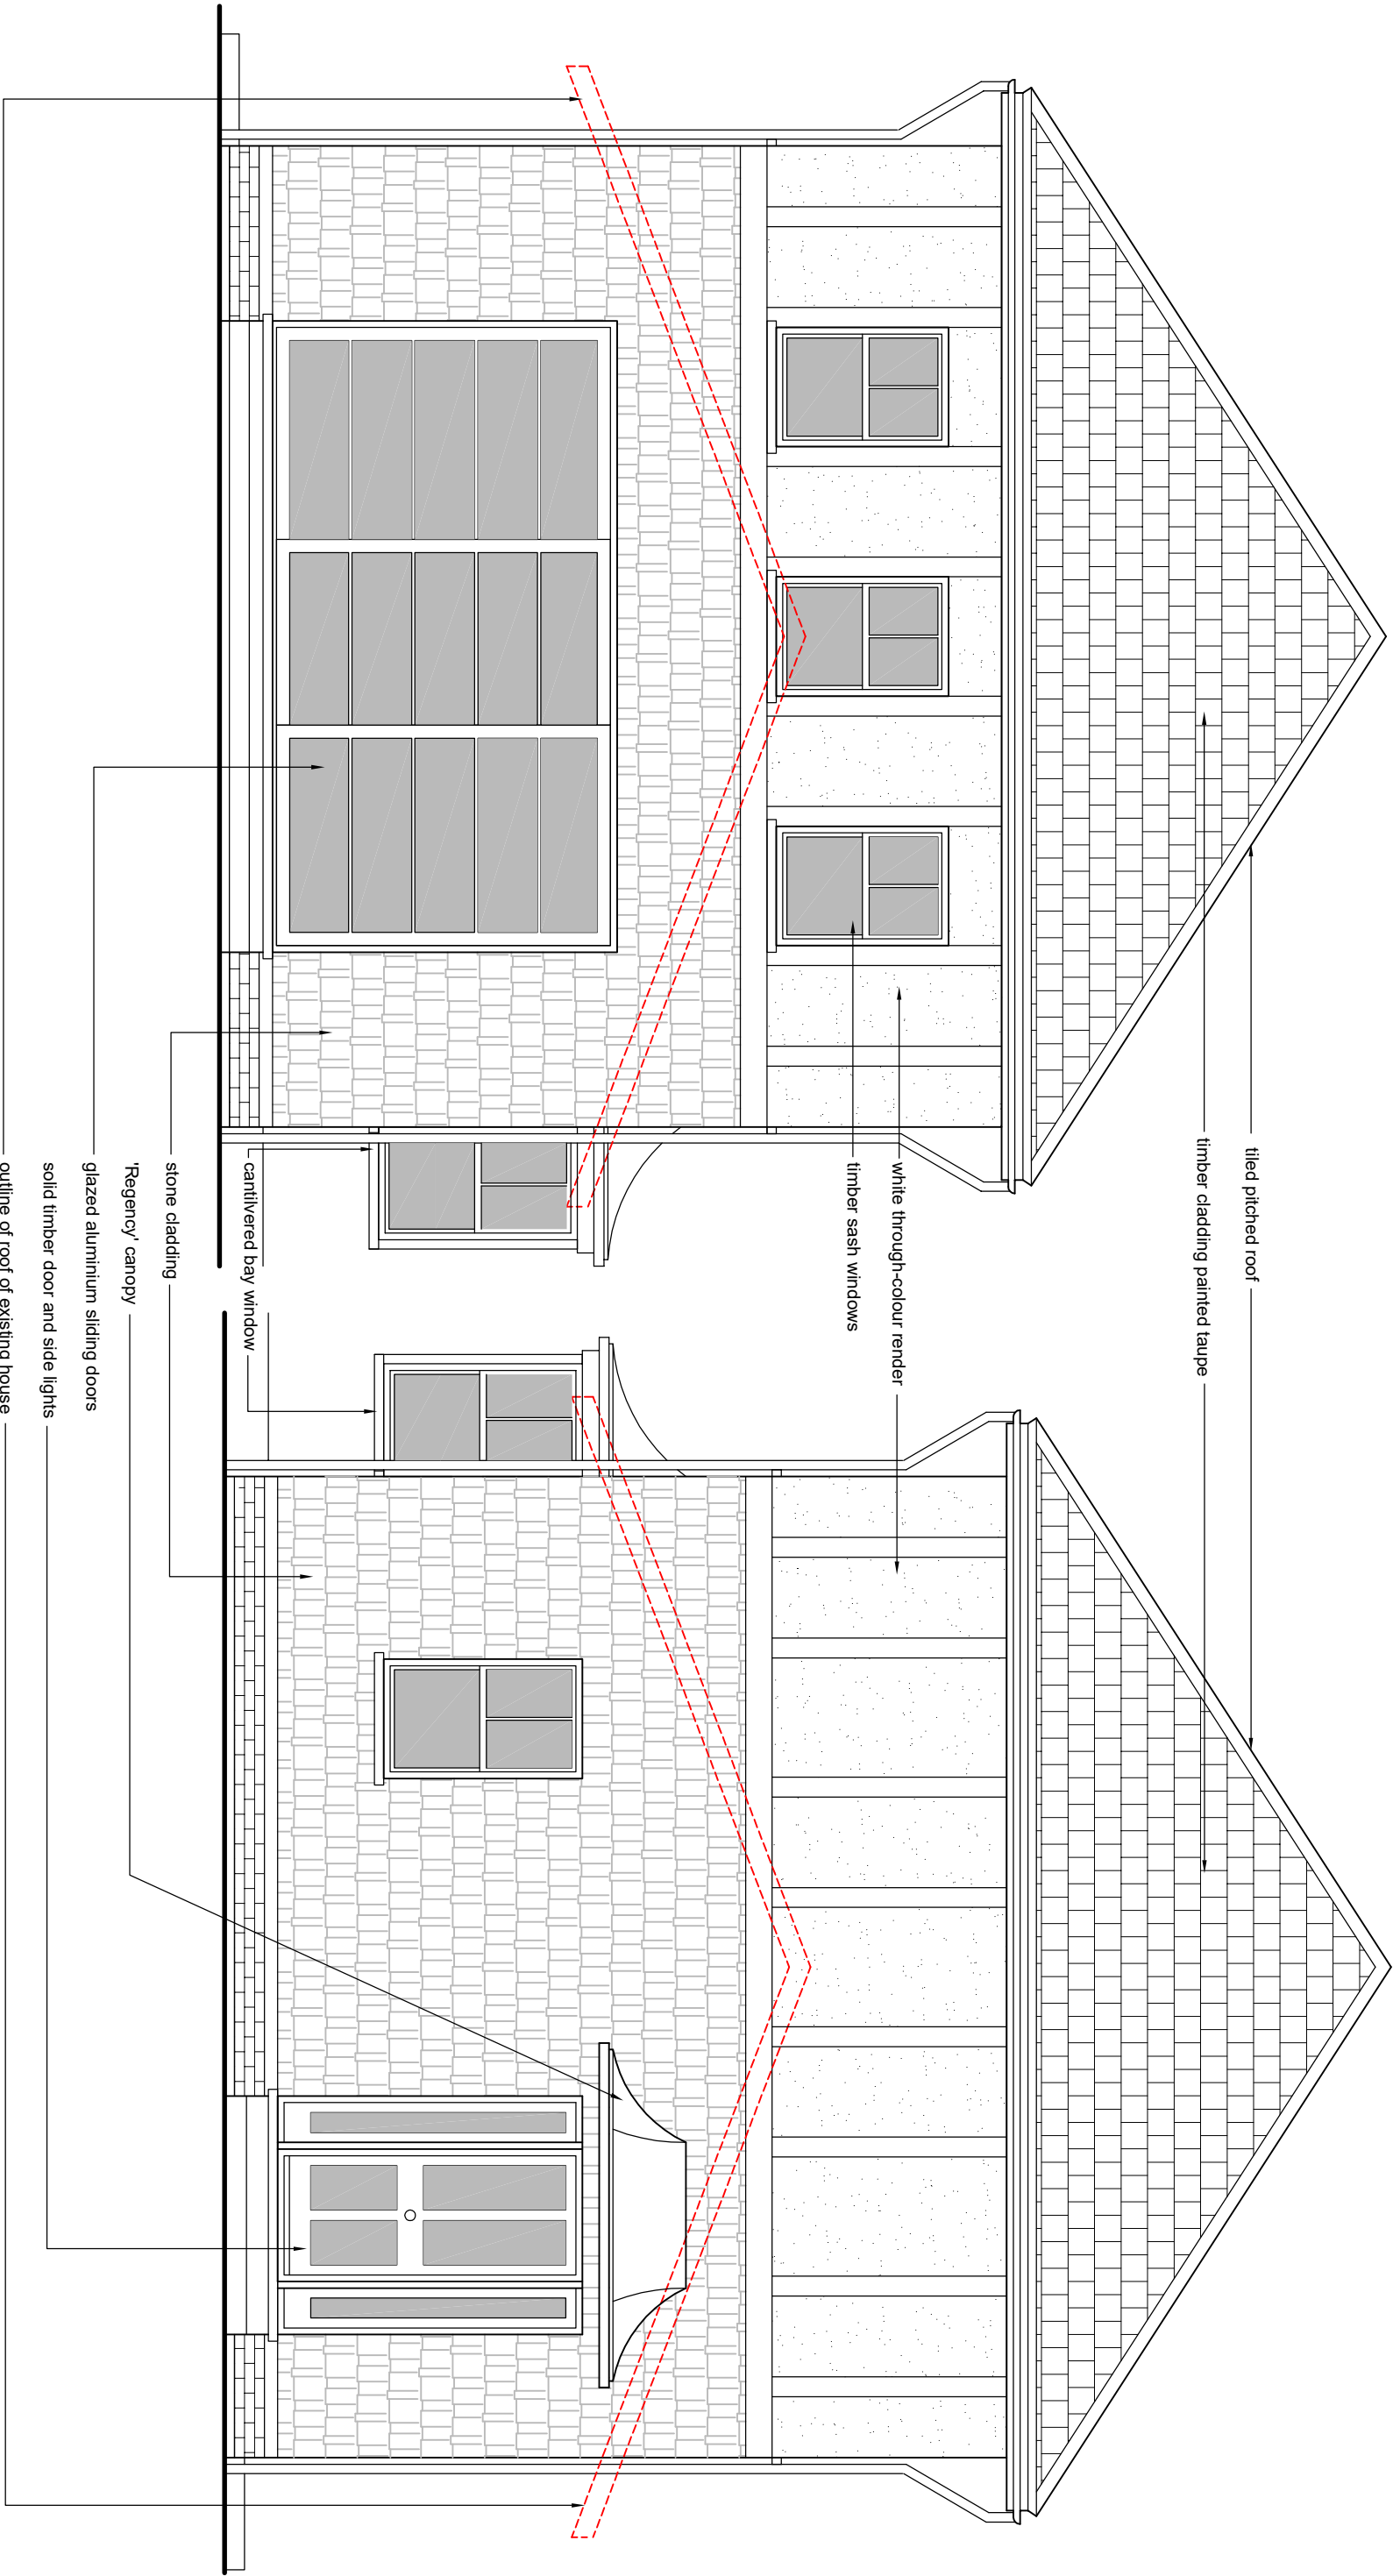 tiled pitched roof
timber cladding painted taupe
white through-colour render
timber sash windows
cantilvered bay window
stone cladding
'Regency' canopy
glazed aluminium sliding doors
solid timber door and side lights
outline of roof of existing house